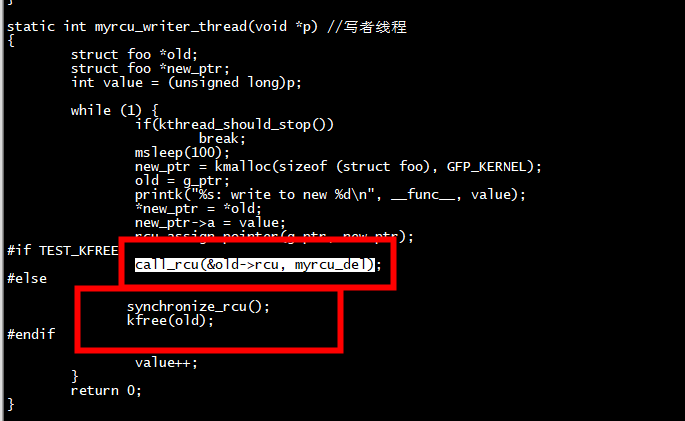 }
static int myrcu_writer_thread(void *p) //写者线程
{
struct foo *old;
struct foo *new_ptr;
int value = (unsigned long)p;
while (1) {
if(kthread_should_stop())
break;
msleep(100);
new_ptr = kmalloc(sizeof (struct foo), GFP_KERNEL);
old = g_ptr;
printk("%s: write to new %d\n", __func__, value);
*new_ptr = *old;
new_ptr->a = value;
rcu_assign_pointer(g_ptr, new_ptr);
#if TEST_KFREE
call_rcu(&old->rcu, myrcu_del);
#else
synchronize_rcu();
kfree(old);
#endif
value++;
}
return 0;
}